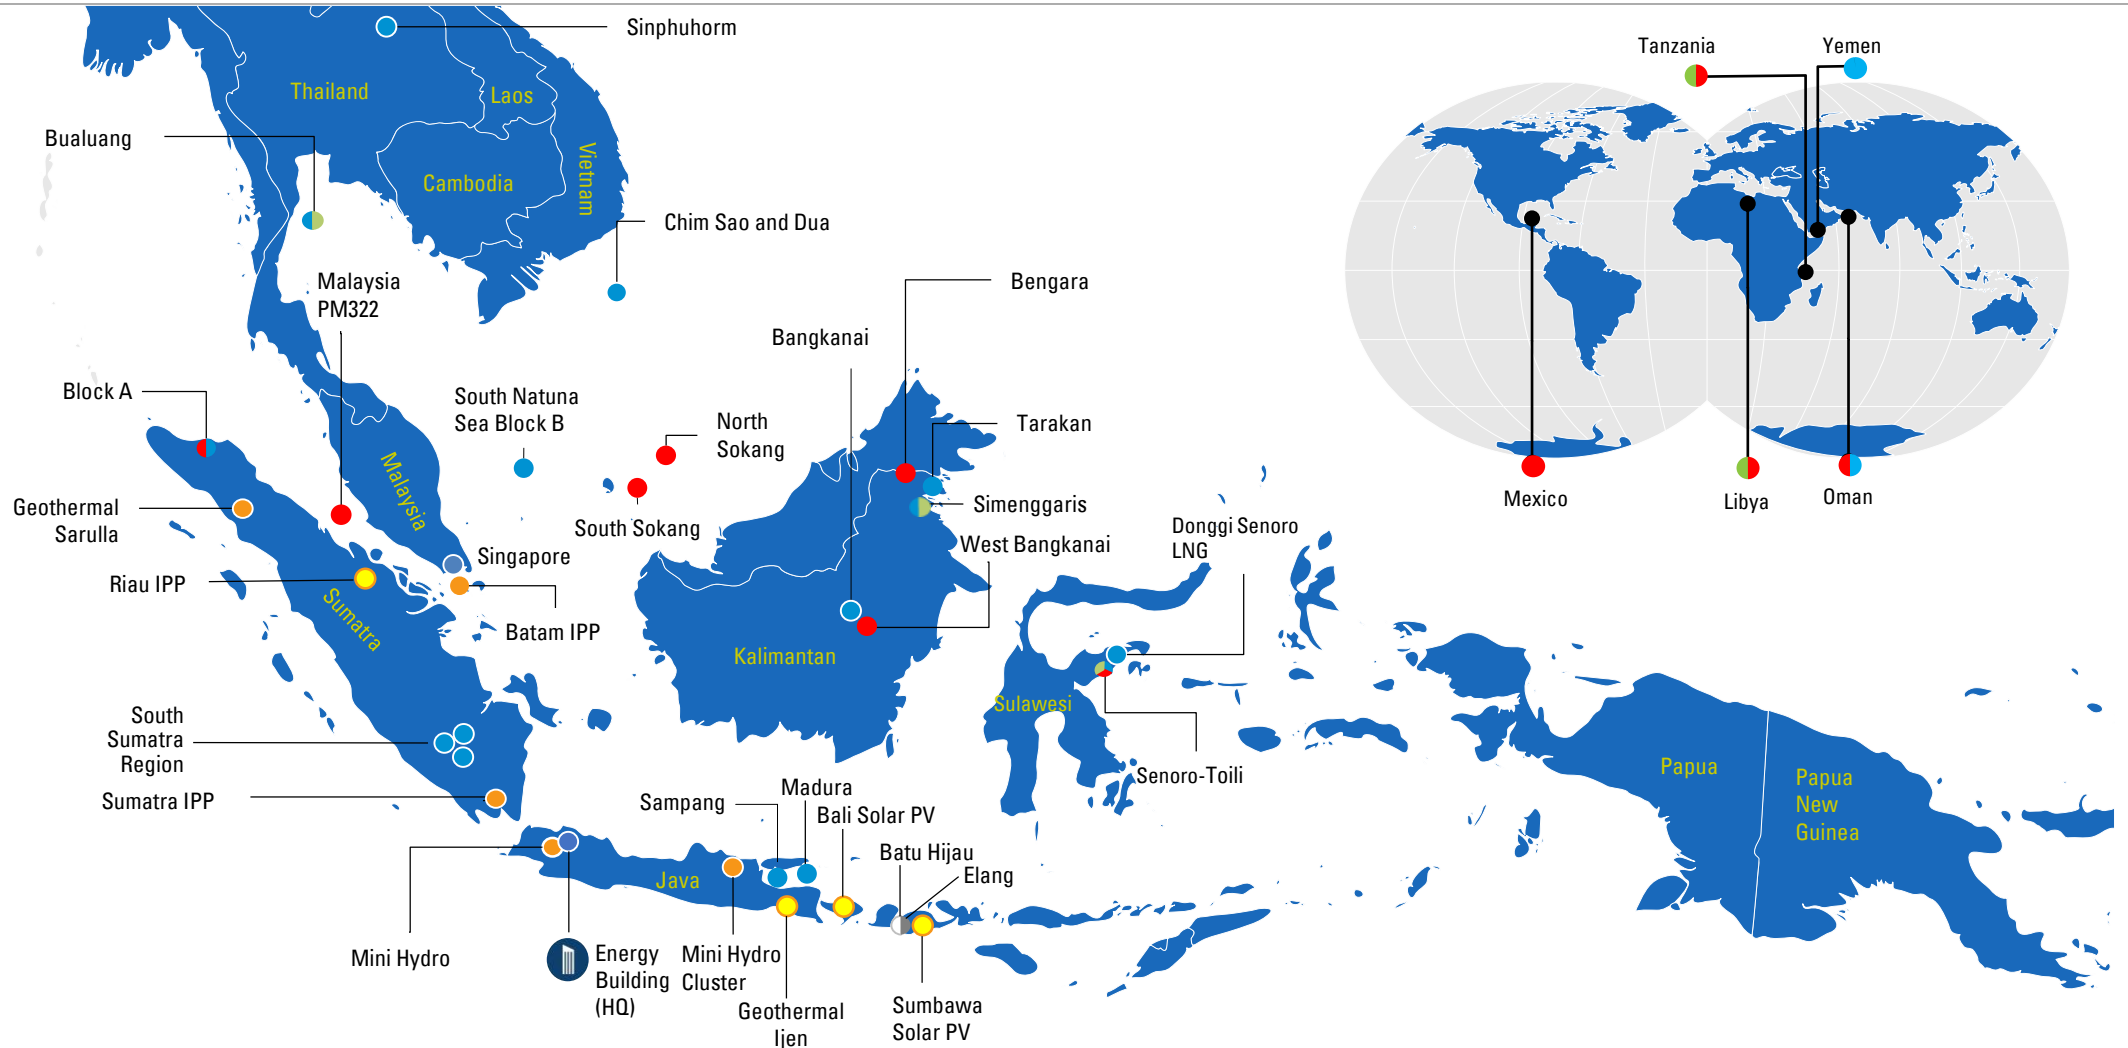 Sinphuhorm
Tanzania
Yemen
Thailand
Laos
Bualuang
Vietnam
Cambodia
Chim Sao and Dua
Malaysia
PM322
Bengara
Bangkanai
Block A
South Natuna
Sea Block B
North
Sokang
Tarakan
Malaysia
Mexico
Libya
Oman
Geothermal
Sarulla
South Sokang
Simenggaris
Donggi Senoro
LNG
West Bangkanai
Singapore
Riau IPP
Sumatra
Batam IPP
Kalimantan
Sulawesi
South
Sumatra
Region
Senoro-Toili
Papua
Papua
New
Guinea
Sumatra IPP
Sampang
Madura
Bali Solar PV
Batu Hijau
Elang
Java
Mini Hydro
Energy
Building
(HQ)
Mini Hydro
Cluster
Geothermal
Ijen
Sumbawa
Solar PV